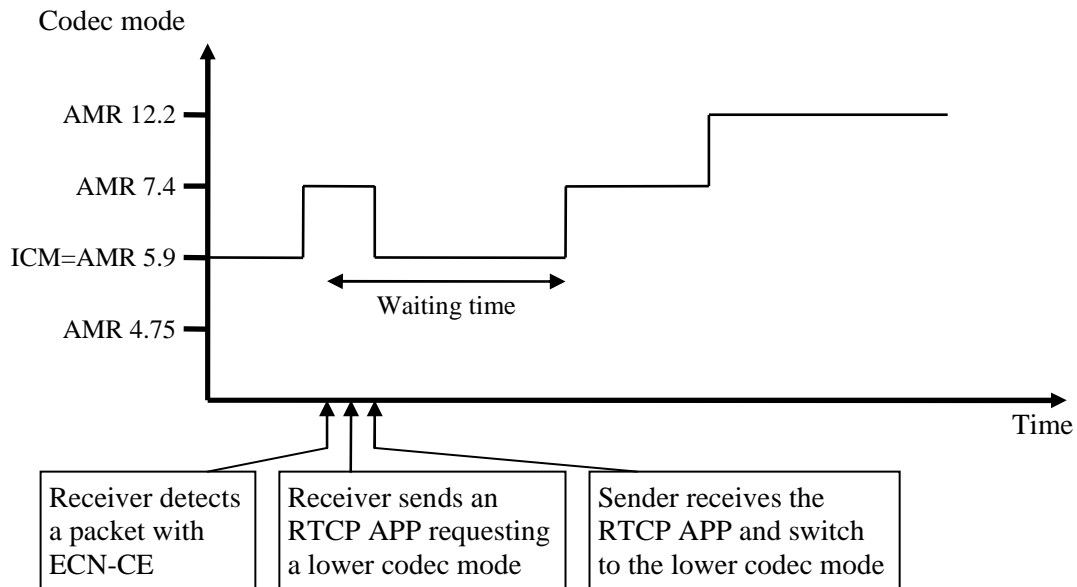 Codec mode
AMR 12.2
AMR 7.4
ICM=AMR 5.9
AMR 4.75
Waiting time
Time
Receiver detects
a packet with
ECN-CE
Receiver sends an
RTCP APP requesting
a lower codec mode
Sender receives the
RTCP APP and switch
to the lower codec mode